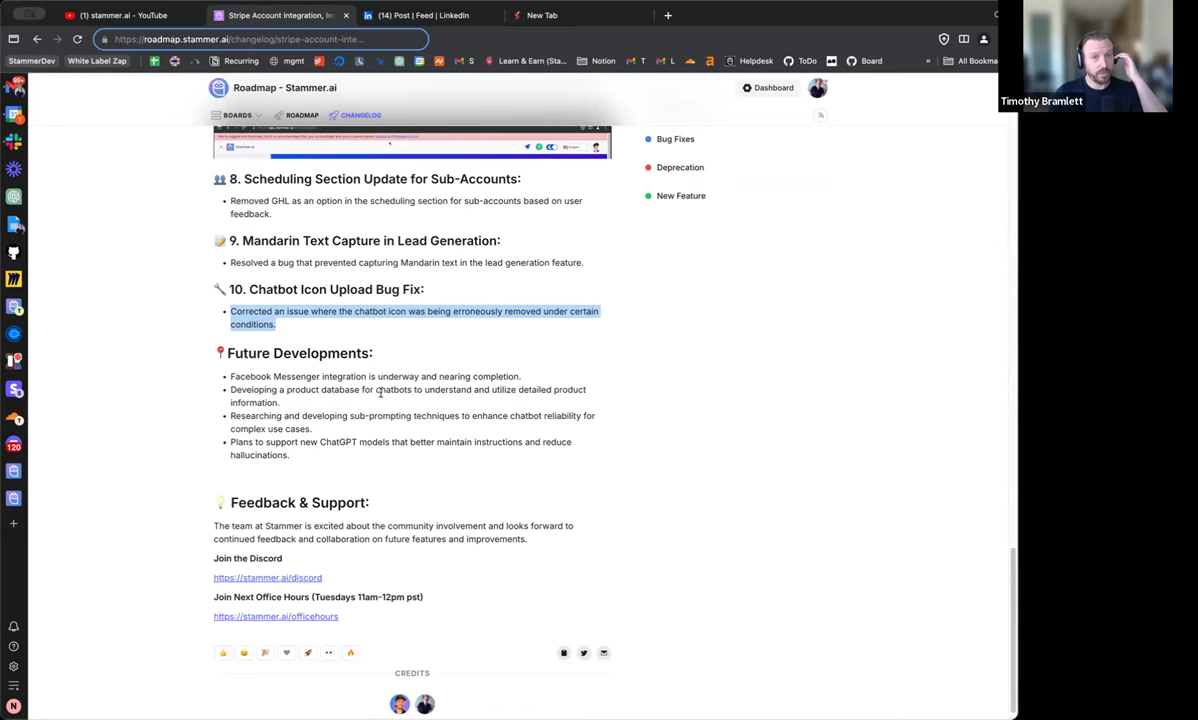 (1) stammer.ai - YouTube
Stripe Account Integration, Im
(14) Post | Feed | LinkedIn
New Tab
https://roadmap.stammer.ai/changelog/stripe-account-inte...
StammerDev
White Label Zap
Recurring
mgmt
S
Learn & Earn (Sta...
Notion
T
L
a
Helpdesk
ToDo
Board
»
All Bookma
Timothy Bramlett
Roadmap - Stammer.ai
Dashboard
BOARDS
ROADMAP
CHANGELOG
Stammer.ai
English
8. Scheduling Section Update for Sub-Accounts:
• Removed GHL as an option in the scheduling section for sub-accounts based on user
feedback.
9. Mandarin Text Capture in Lead Generation:
• Resolved a bug that prevented capturing Mandarin text in the lead generation feature.
10. Chatbot Icon Upload Bug Fix:
• Corrected an issue where the chatbot icon was being erroneously removed under certain
conditions.
Future Developments:
• Facebook Messenger integration is underway and nearing completion.
• Developing a product database for chatbots to understand and utilize detailed product
information.
• Researching and developing sub-prompting techniques to enhance chatbot reliability for
complex use cases.
• Plans to support new ChatGPT models that better maintain instructions and reduce
hallucinations.
Feedback & Support:
The team at Stammer is excited about the community involvement and looks forward to
continued feedback and collaboration on future features and improvements.
Join the Discord
https://stammer.ai/discord
Join Next Office Hours (Tuesdays 11am-12pm pst)
https://stammer.ai/officehours
CREDITS
Bug Fixes
Deprecation
New Feature
99+
120
N